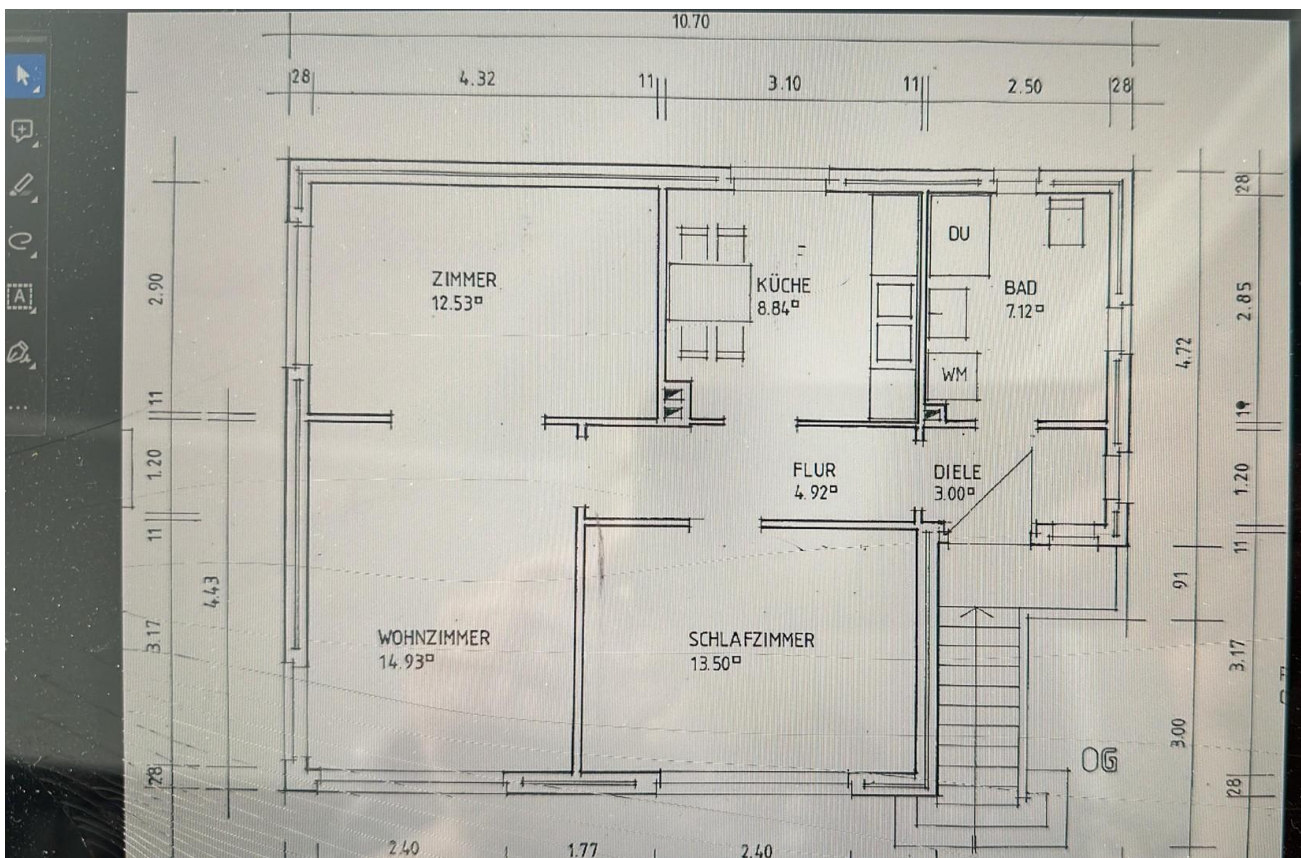 10.70
28 4.32 11 3.10 11 2.50 28
ZIMMER
12.53□
KÜCHE
8.84□
DU
BAD
7.12□
WM
FLUR
4.92□
DIELE
3.00□
WOHNZIMMER
14.93□
SCHLAFZIMMER
13.50□
OG
2.90
11
1.20
11
3.17
28
4.43
4.72
91
3.00
28
2.85
11
1.20
11
3.17
28
2.40 1.77 2.40
A